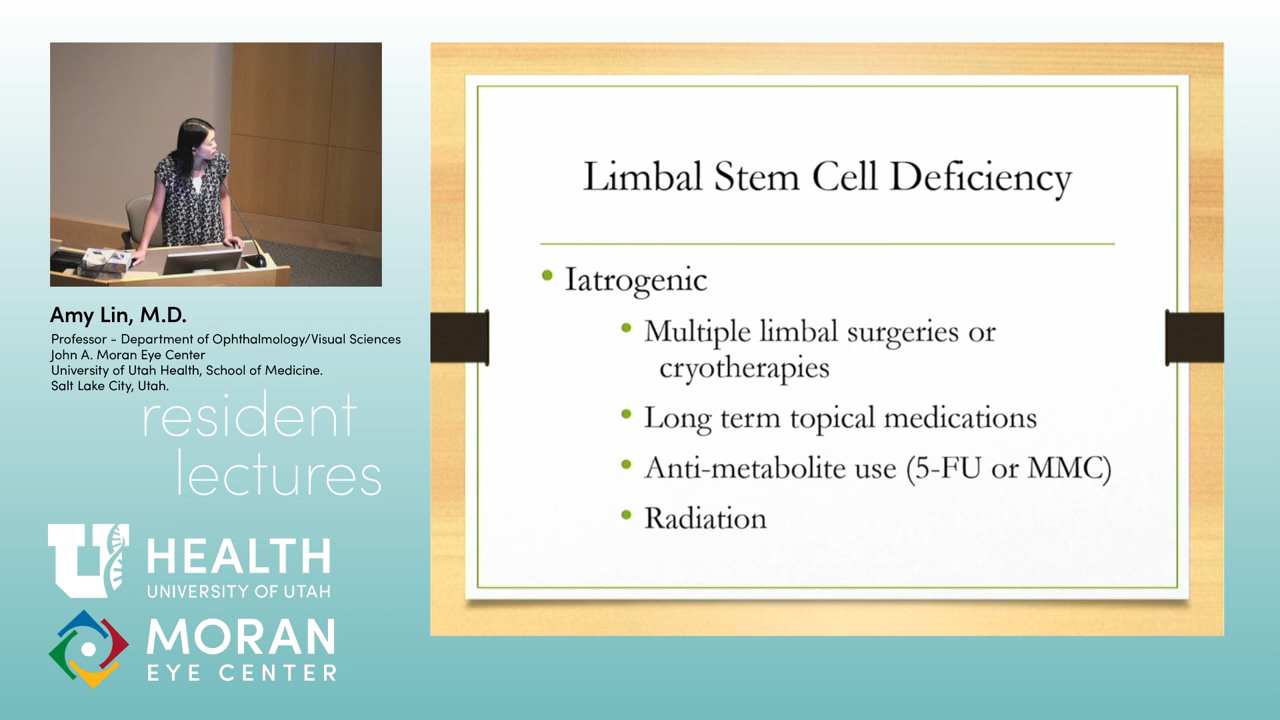 Amy Lin, M.D.
Professor - Department of Ophthalmology/Visual Sciences
John A. Moran Eye Center
University of Utah Health, School of Medicine.
Salt Lake City, Utah.
resident
lectures
U HEALTH
UNIVERSITY OF UTAH
MORAN
EYE CENTER
Limbal Stem Cell Deficiency
• Iatrogenic
• Multiple limbal surgeries or
cryotherapies
• Long term topical medications
• Anti-metabolite use (5-FU or MMC)
• Radiation